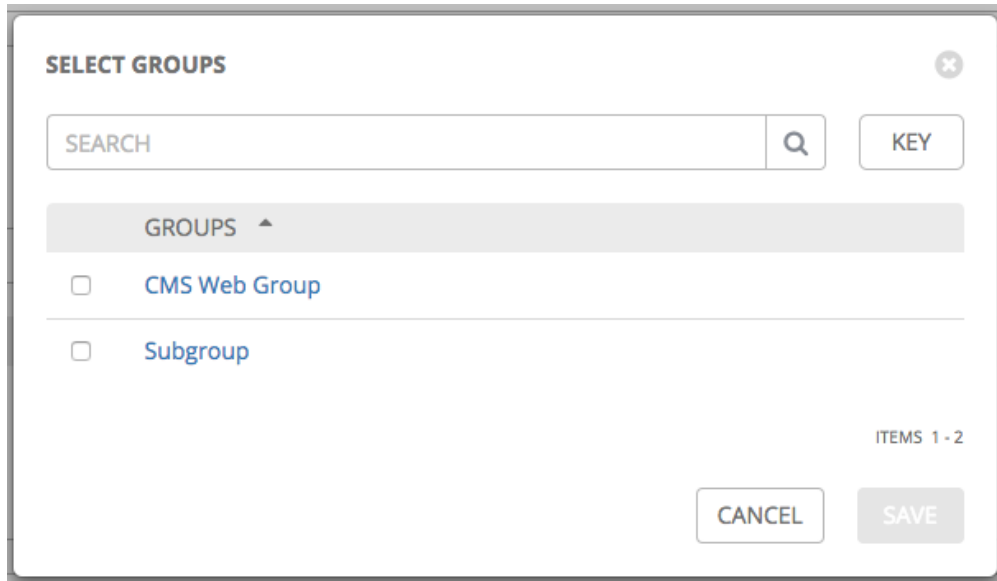 SELECT GROUPS
SEARCH
KEY
GROUPS
CMS Web Group
Subgroup
ITEMS 1 - 2
CANCEL
SAVE